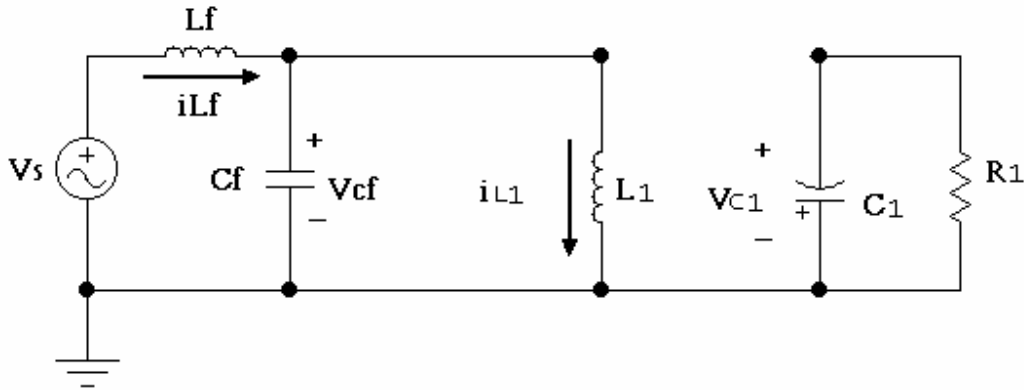 Lf
iLf
Vs
+
Cf
+
Vcf
−
iL1
L1
+
VC1
−
+
C1
R1